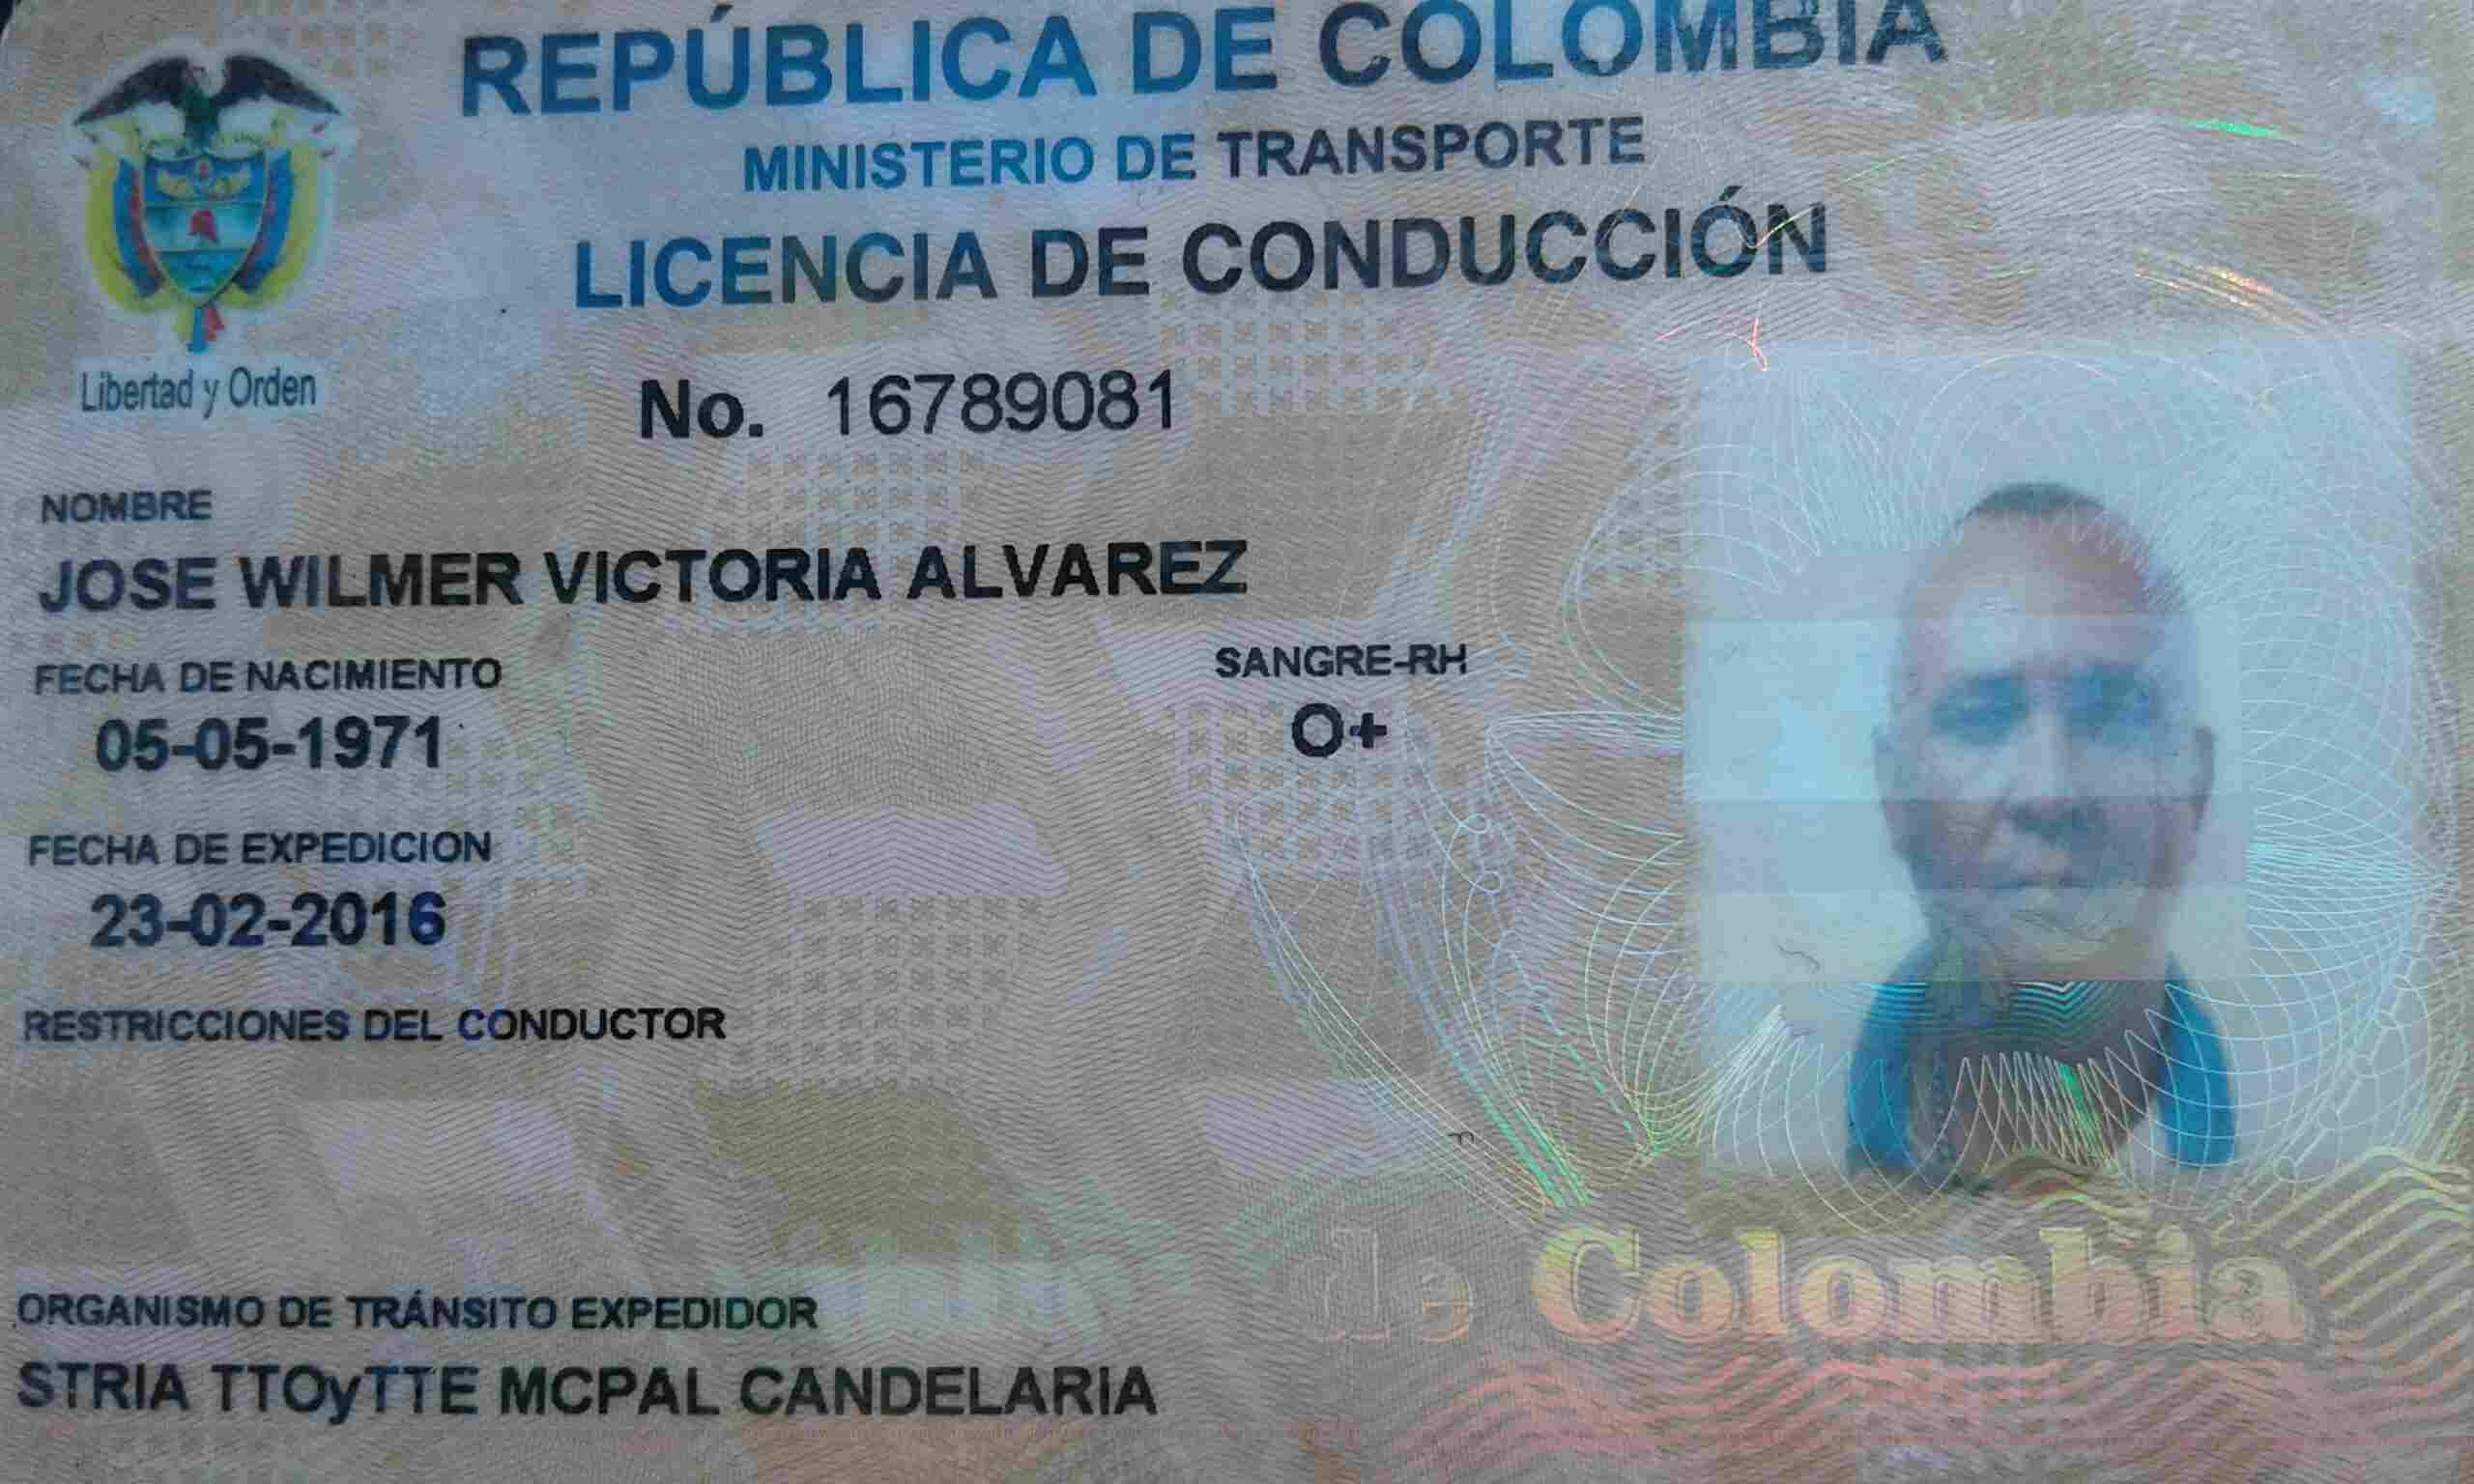 REPÚBLICA DE COLOMBIA
MINISTERIO DE TRANSPORTE
LICENCIA DE CONDUCCIÓN
Libertad y Orden
No. 16789081
NOMBRE
JOSE WILMER VICTORIA ALVAREZ
FECHA DE NACIMIENTO
05-05-1971
SANGRE-RH
O+
FECHA DE EXPEDICION
23-02-2016
RESTRICCIONES DEL CONDUCTOR
de Colombia
ORGANISMO DE TRÁNSITO EXPEDIDOR
STRIA TTOyTTE MCPAL CANDELARIA